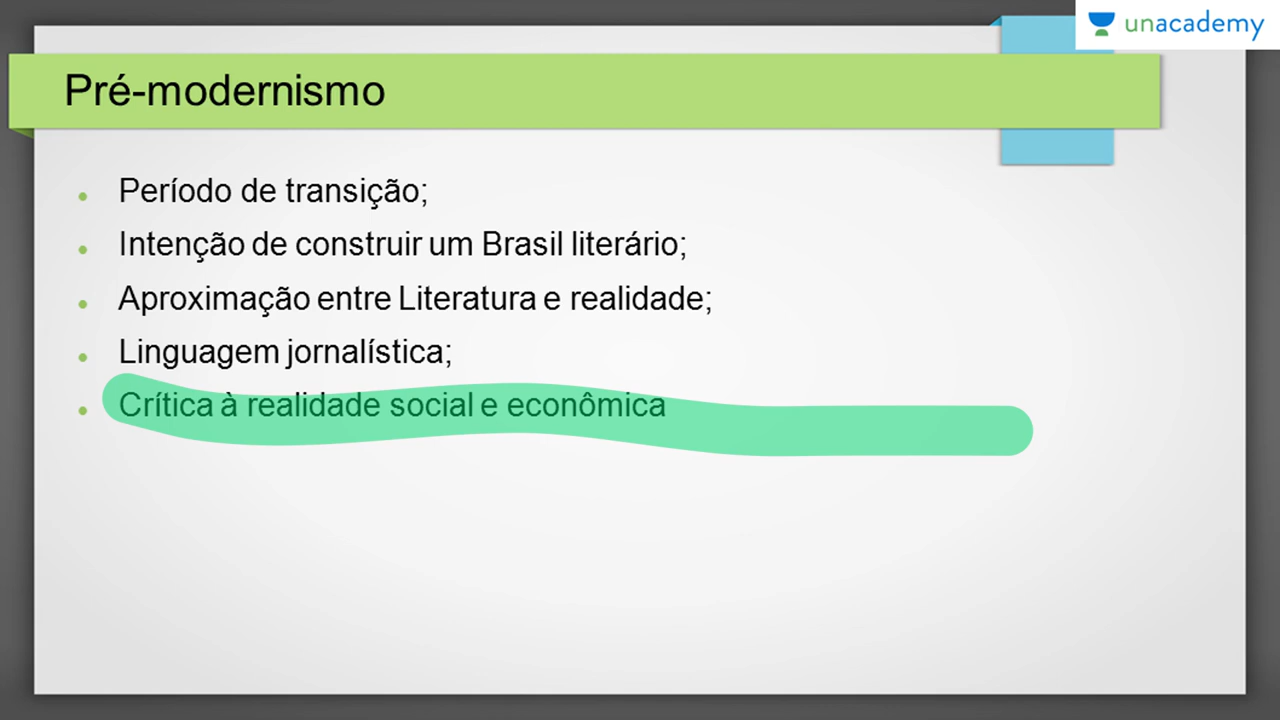 unacademy
Pré-modernismo
Período de transição;
Intenção de construir um Brasil literário;
Aproximação entre Literatura e realidade;
Linguagem jornalística;
Crítica à realidade social e econômica